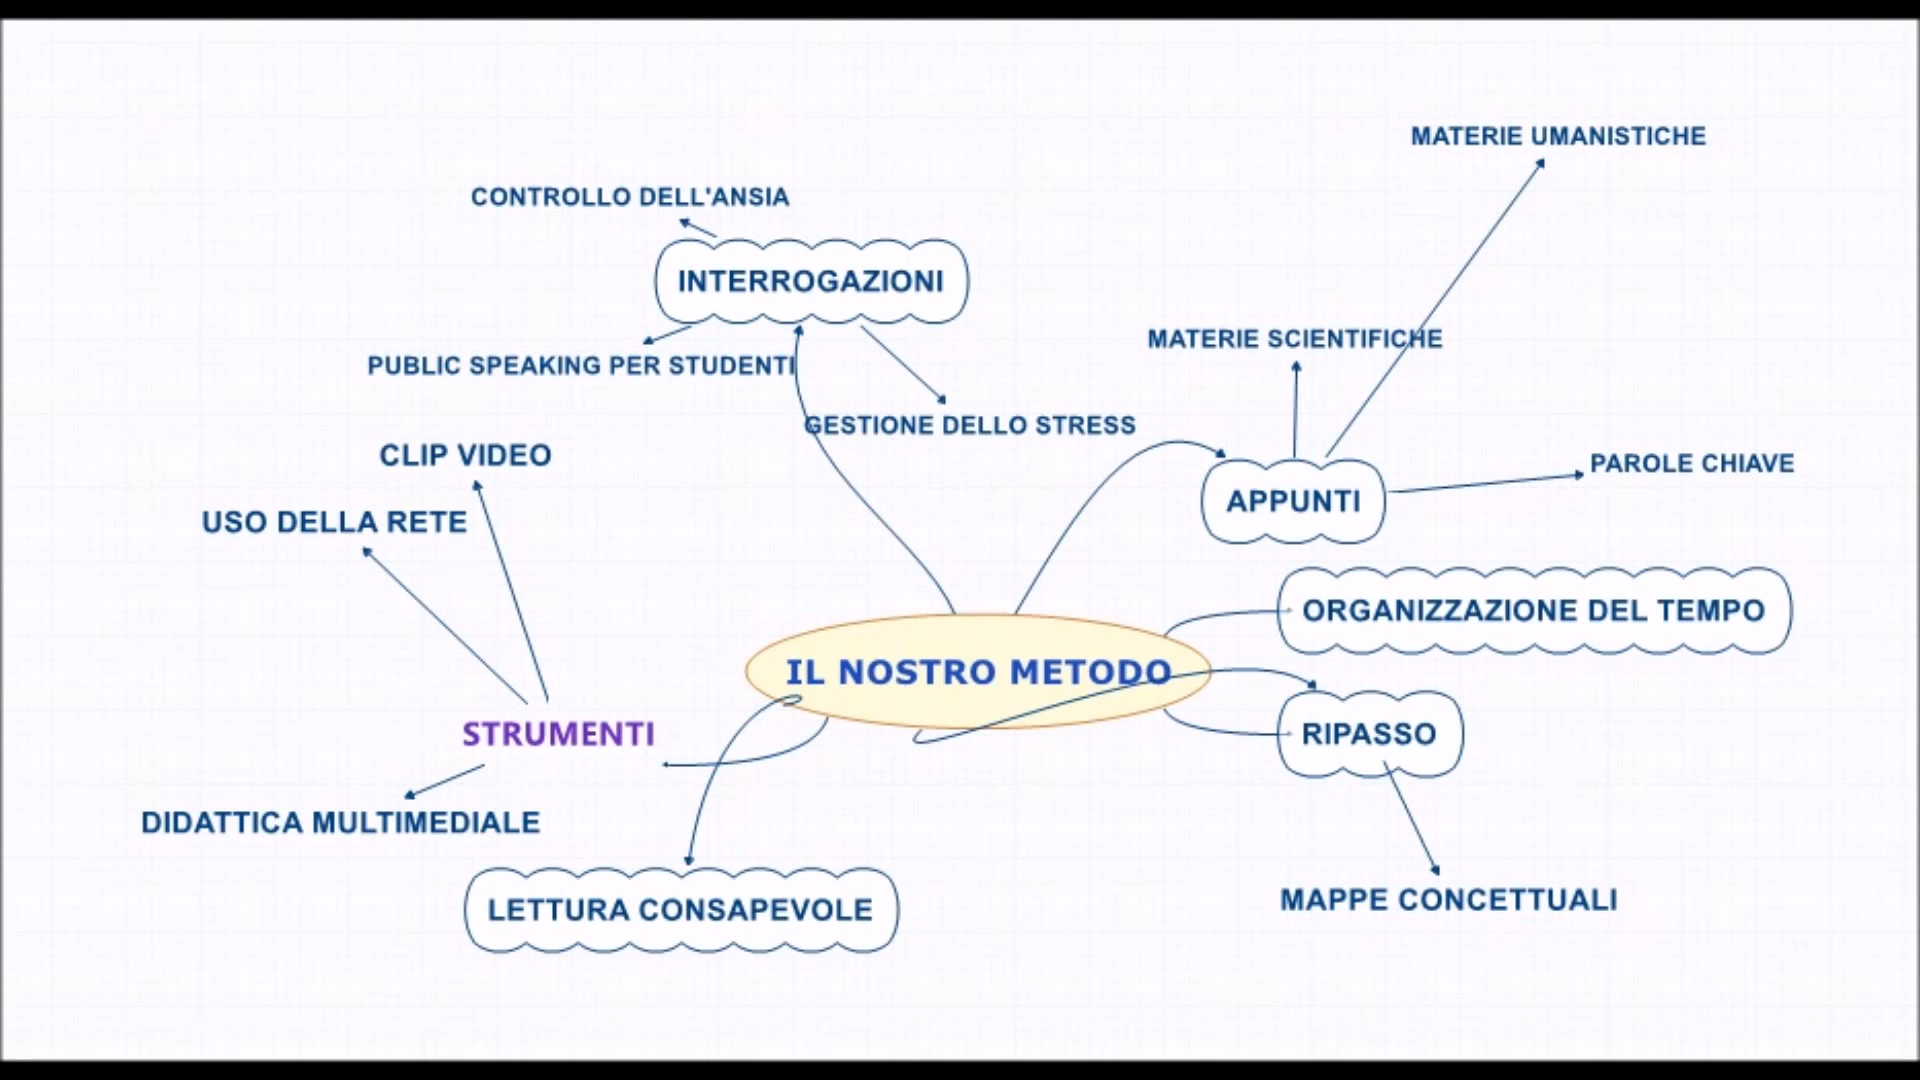 MATERIE UMANISTICHE
CONTROLLO DELL'ANSIA
INTERROGAZIONI
MATERIE SCIENTIFICHE
PUBLIC SPEAKING PER STUDENTI
GESTIONE DELLO STRESS
CLIP VIDEO
PAROLE CHIAVE
APPUNTI
USO DELLA RETE
ORGANIZZAZIONE DEL TEMPO
IL NOSTRO METODO
STRUMENTI
RIPASSO
DIDATTICA MULTIMEDIALE
MAPPE CONCETTUALI
LETTURA CONSAPEVOLE